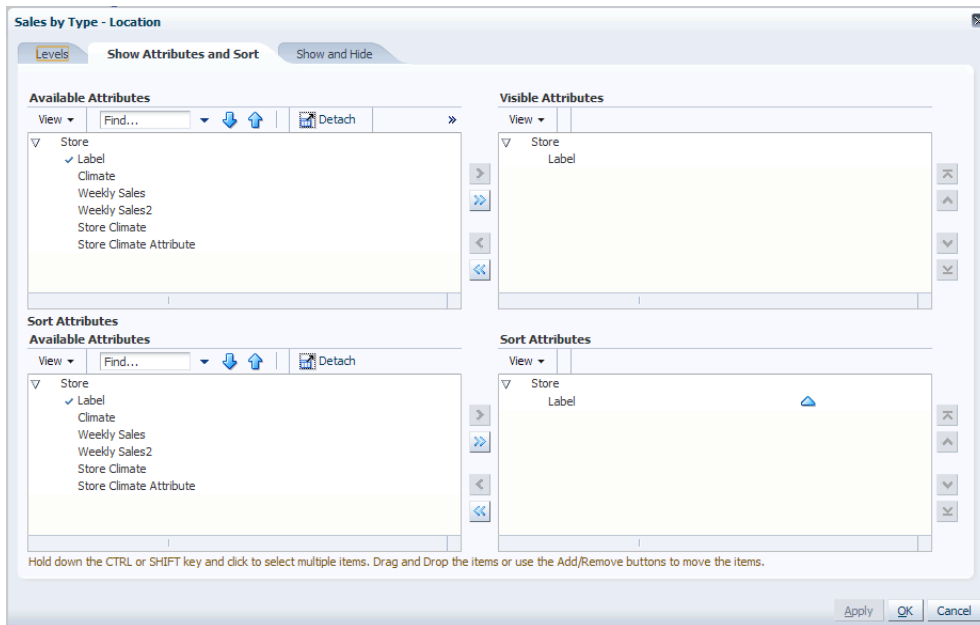 Sales by Type - Location
Levels
Show Attributes and Sort
Show and Hide
Available Attributes
View
Find...
Detach
»
Store
Label
Climate
Weekly Sales
Weekly Sales2
Store Climate
Store Climate Attribute
Visible Attributes
View
Store
Label
Sort Attributes
Available Attributes
View
Find...
Detach
Store
Label
Climate
Weekly Sales
Weekly Sales2
Store Climate
Store Climate Attribute
Sort Attributes
View
Store
Label
Hold down the CTRL or SHIFT key and click to select multiple items. Drag and Drop the items or use the Add/Remove buttons to move the items.
Apply
OK
Cancel